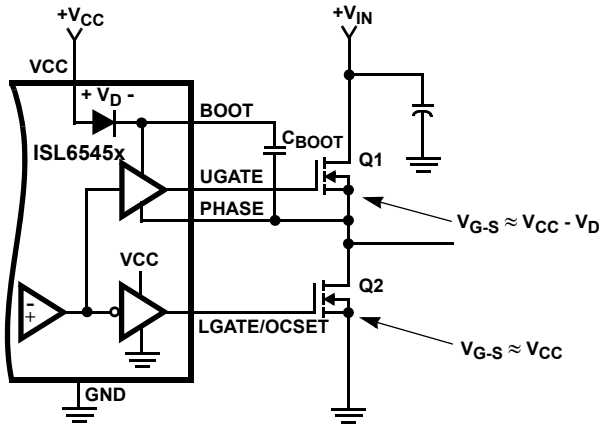 +VCC
+VIN
VCC
+ VD -
BOOT
CBOOT
ISL6545x
Q1
UGATE
PHASE
VG-S ≈ VCC - VD
VCC
Q2
-
+
LGATE/OCSET
VG-S ≈ VCC
GND